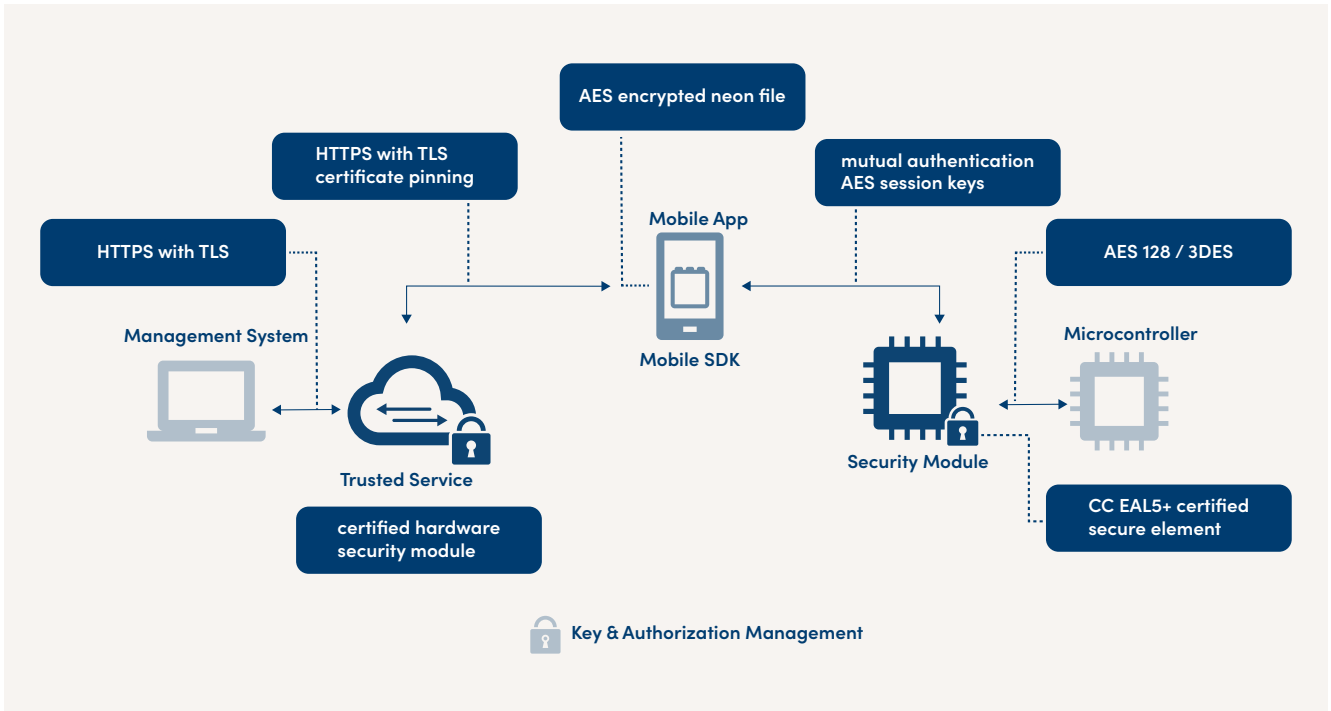 AES encrypted neon file
HTTPS with TLS
certificate pinning
mutual authentication
AES session keys
Mobile App
HTTPS with TLS
AES 128 / 3DES
Management System
Microcontroller
Mobile SDK
Security Module
Trusted Service
CC EAL5+ certified
secure element
certified hardware
security module
Key & Authorization Management